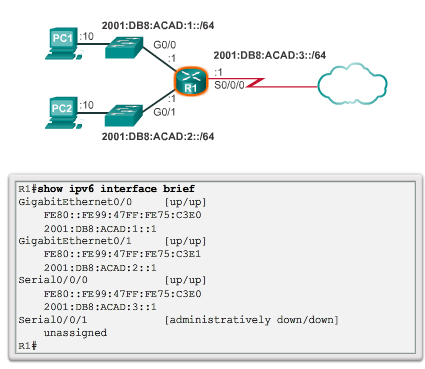 2001:DB8:ACAD:1::/64
PC1
:10
G0/0
:1
2001:DB8:ACAD:3::/64
:1
R1
S0/0/0
PC2
:10
:1
G0/1
2001:DB8:ACAD:2::/64
R1#show ipv6 interface brief
GigabitEthernet0/0 [up/up]
FE80::FE99:47FF:FE75:C3E0
2001:DB8:ACAD:1::1
GigabitEthernet0/1 [up/up]
FE80::FE99:47FF:FE75:C3E1
2001:DB8:ACAD:2::1
Serial0/0/0 [up/up]
FE80::FE99:47FF:FE75:C3E0
2001:DB8:ACAD:3::1
Serial0/0/1 [administratively down/down]
unassigned
R1#